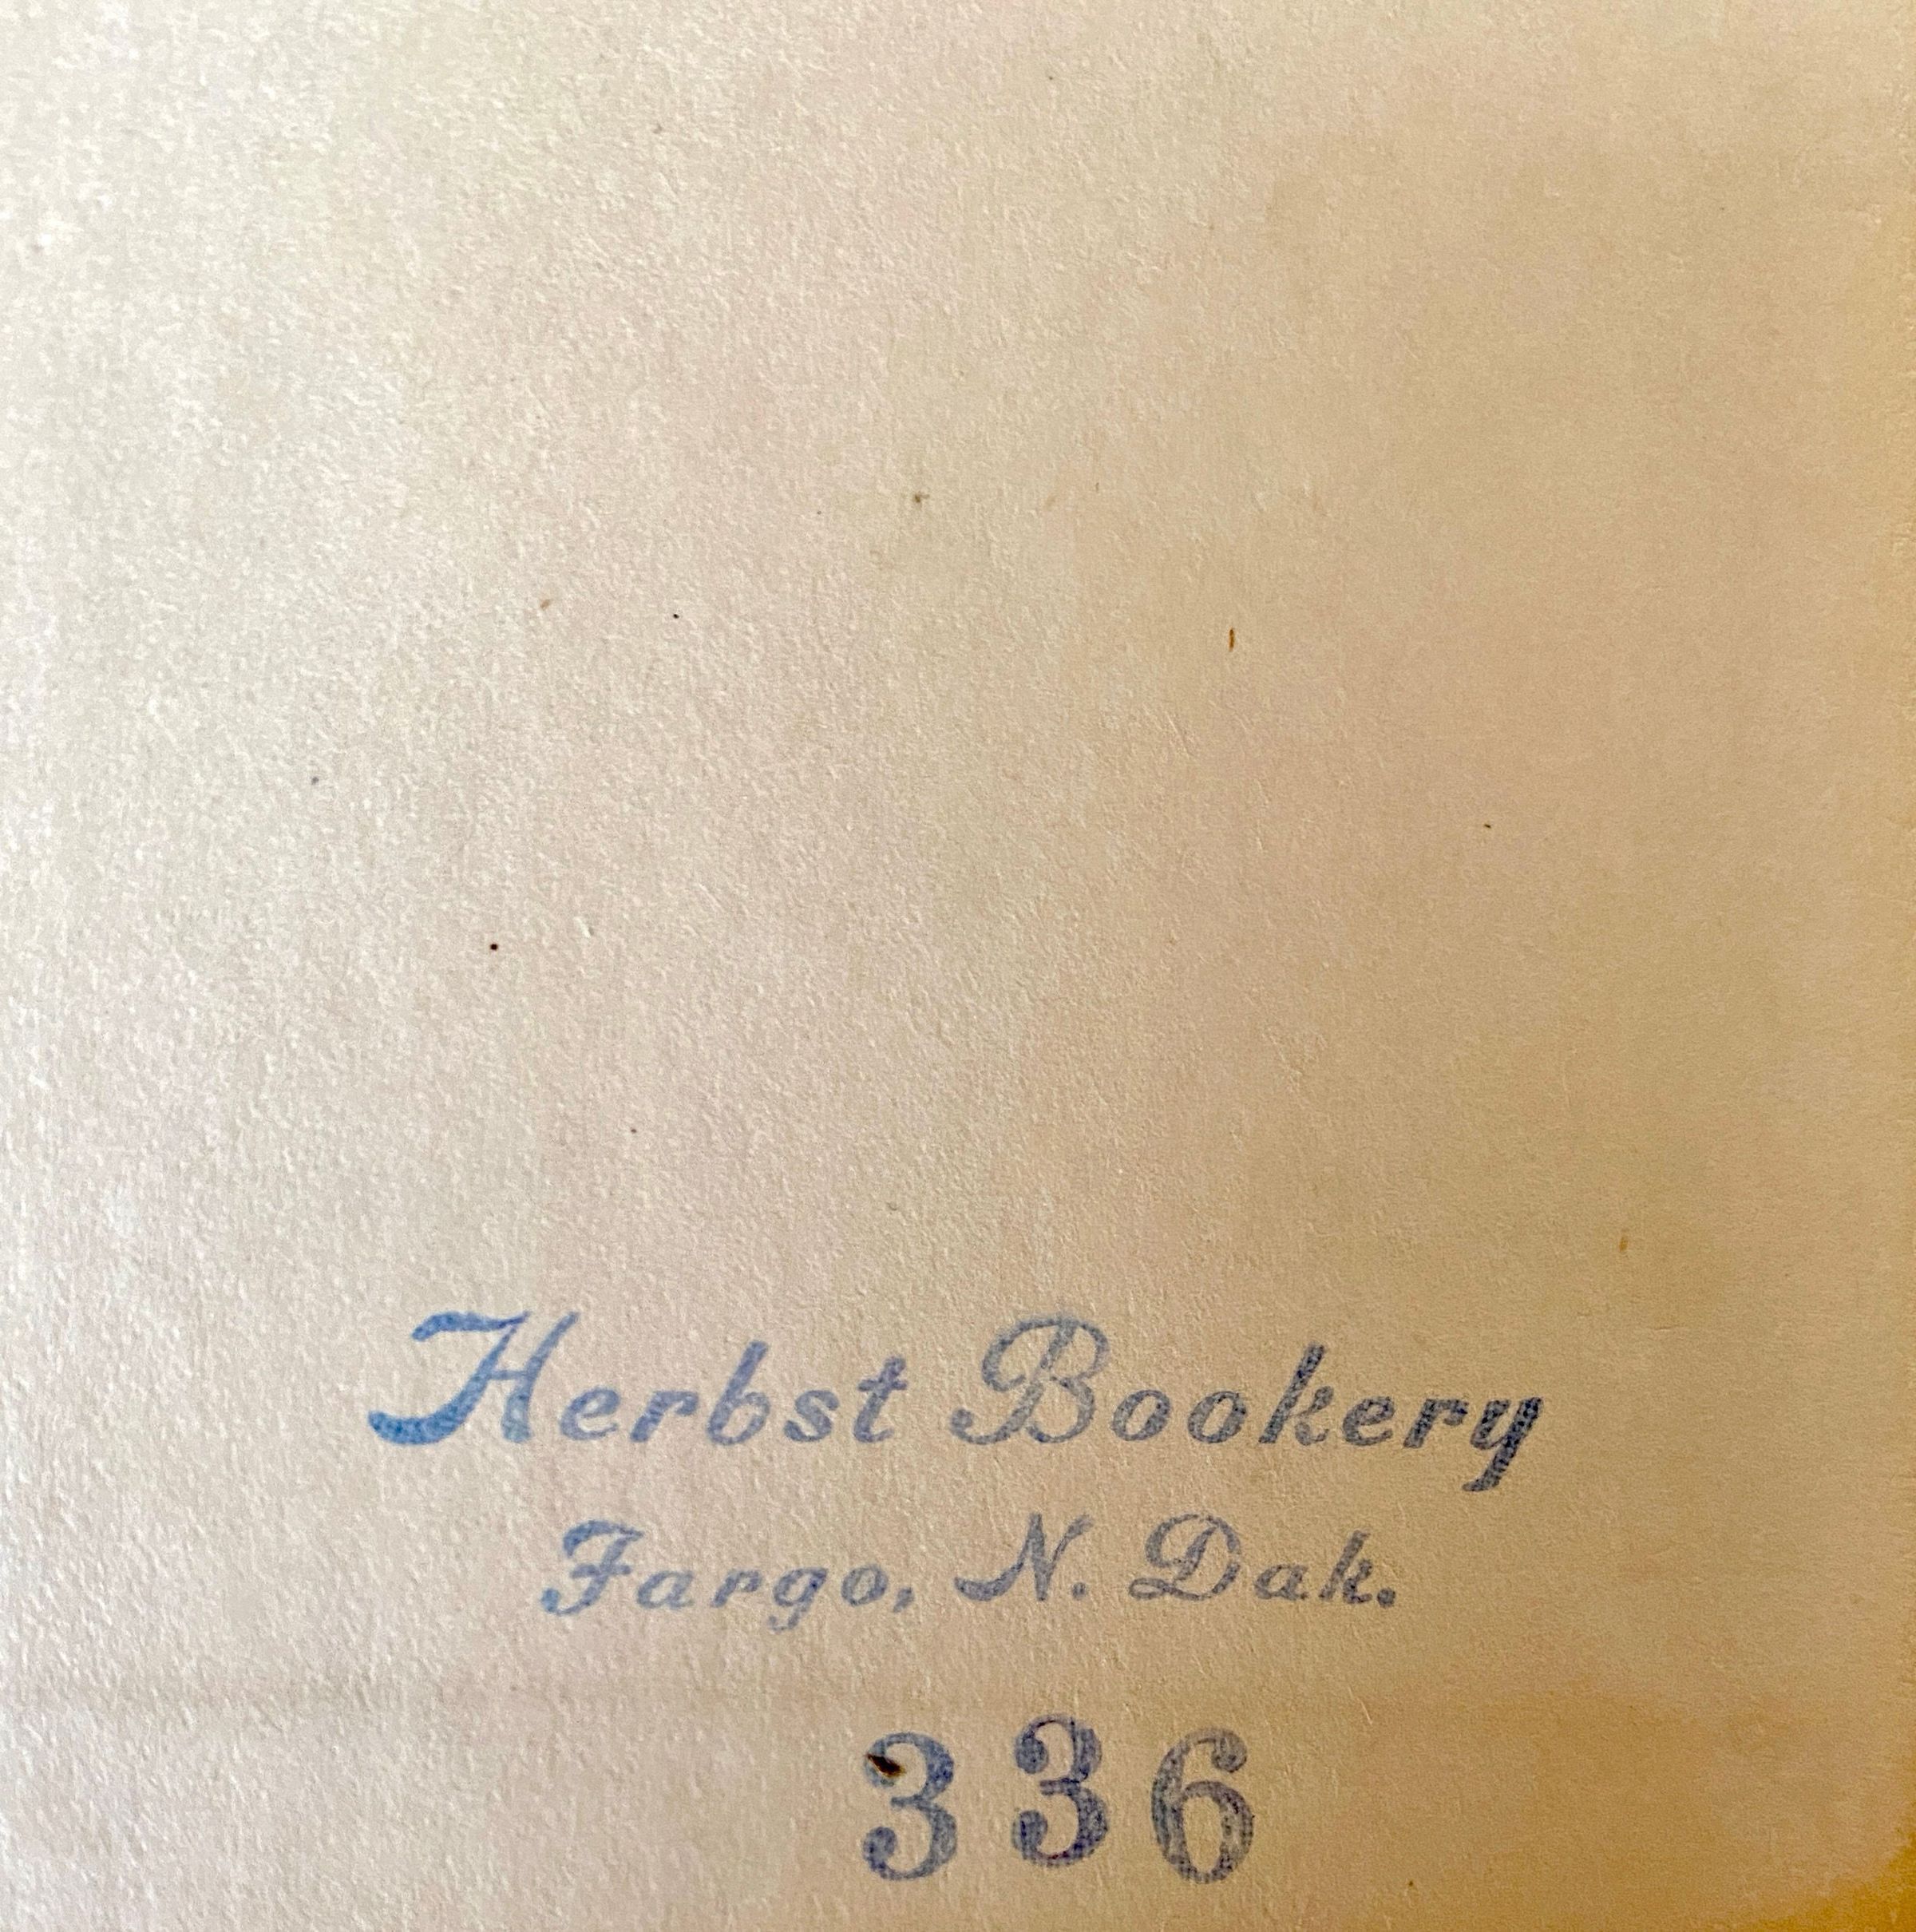 Herbst Bookery
Fargo, N. Dak.
336